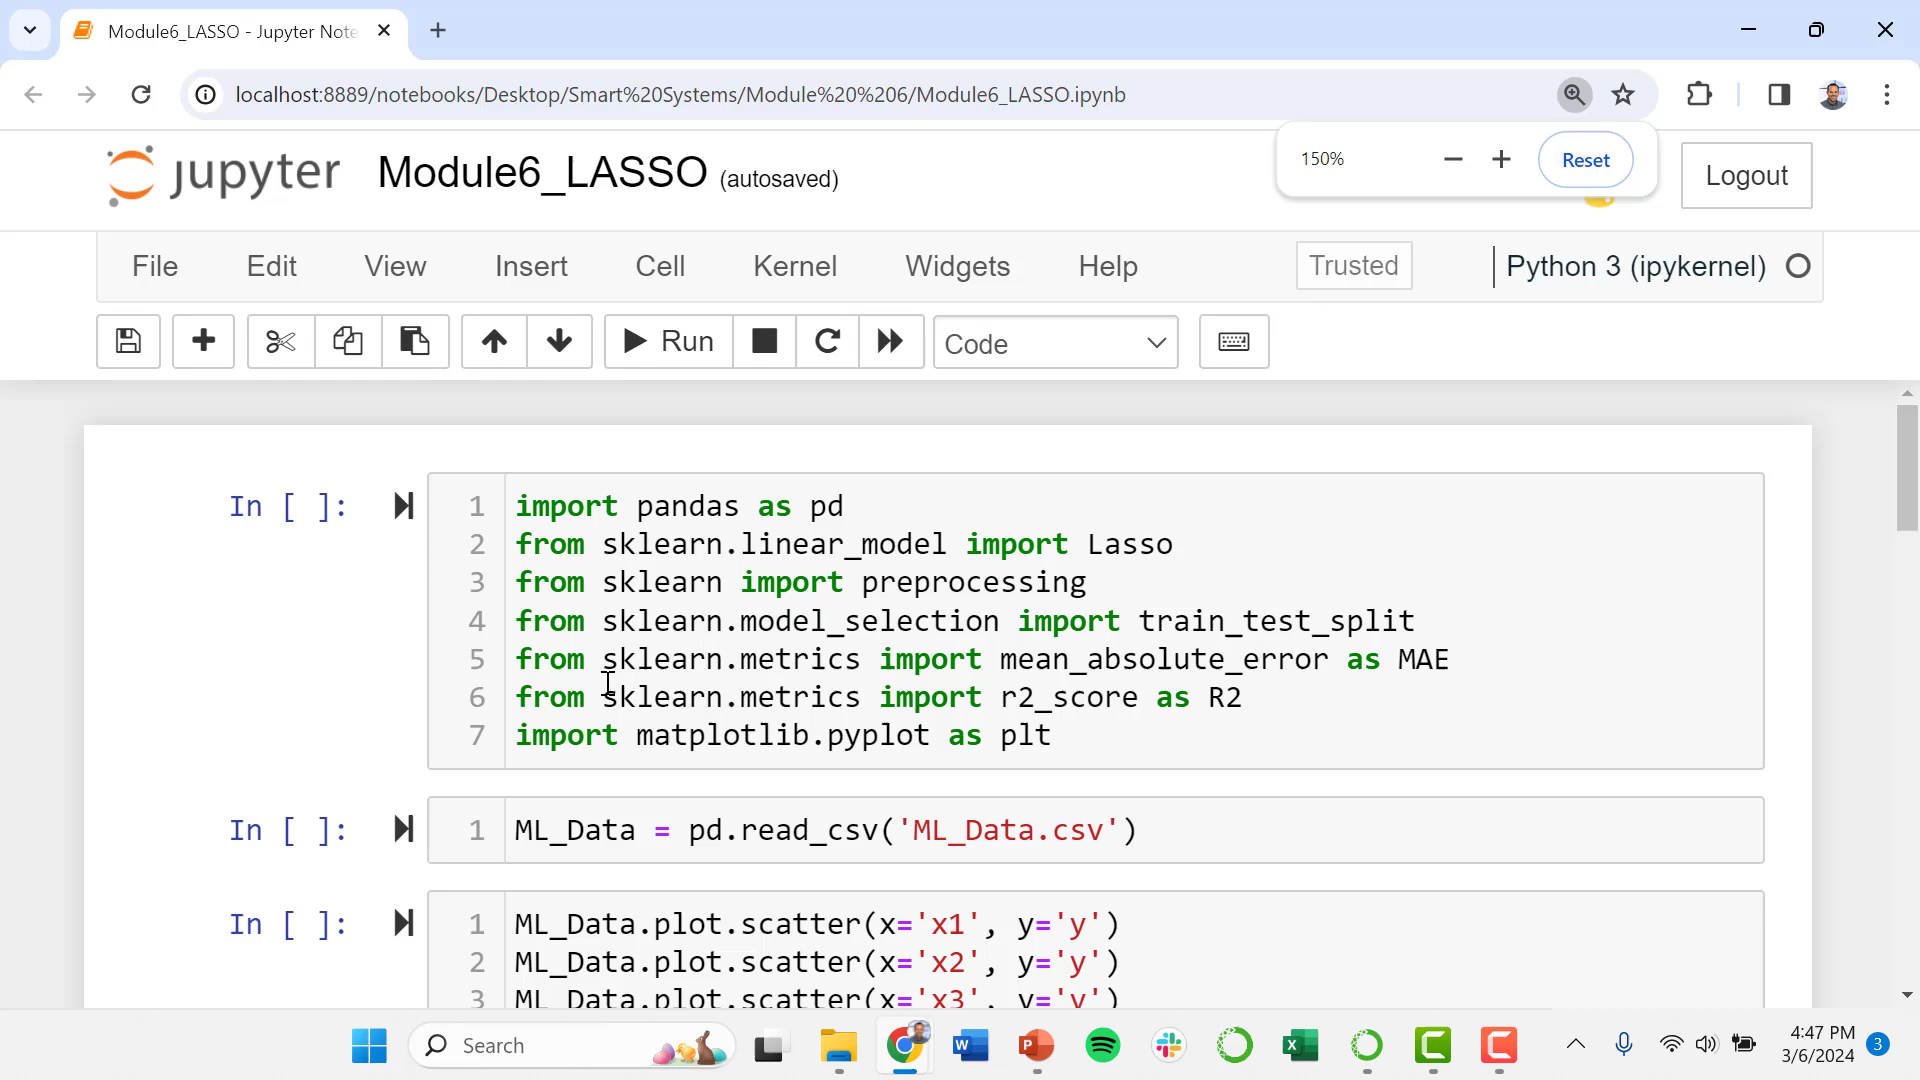 Module6_LASSO - Jupyter Note
localhost:8889/notebooks/Desktop/Smart%20Systems/Module%20%206/Module6_LASSO.ipynb
150%
Reset
jupyter
Module6_LASSO (autosaved)
Logout
File Edit View Insert Cell Kernel Widgets Help
Trusted
Python 3 (ipykernel)
Run
Code
In [ ]:
1 import pandas as pd
2 from sklearn.linear_model import Lasso
3 from sklearn import preprocessing
4 from sklearn.model_selection import train_test_split
5 from sklearn.metrics import mean_absolute_error as MAE
6 from sklearn.metrics import r2_score as R2
7 import matplotlib.pyplot as plt
In [ ]:
1 ML_Data = pd.read_csv('ML_Data.csv')
In [ ]:
1 ML_Data.plot.scatter(x='x1', y='y')
2 ML_Data.plot.scatter(x='x2', y='y')
3 ML_Data.plot.scatter(x='x3', y='y')
Search
W
P
X
4:47 PM
3/6/2024
3